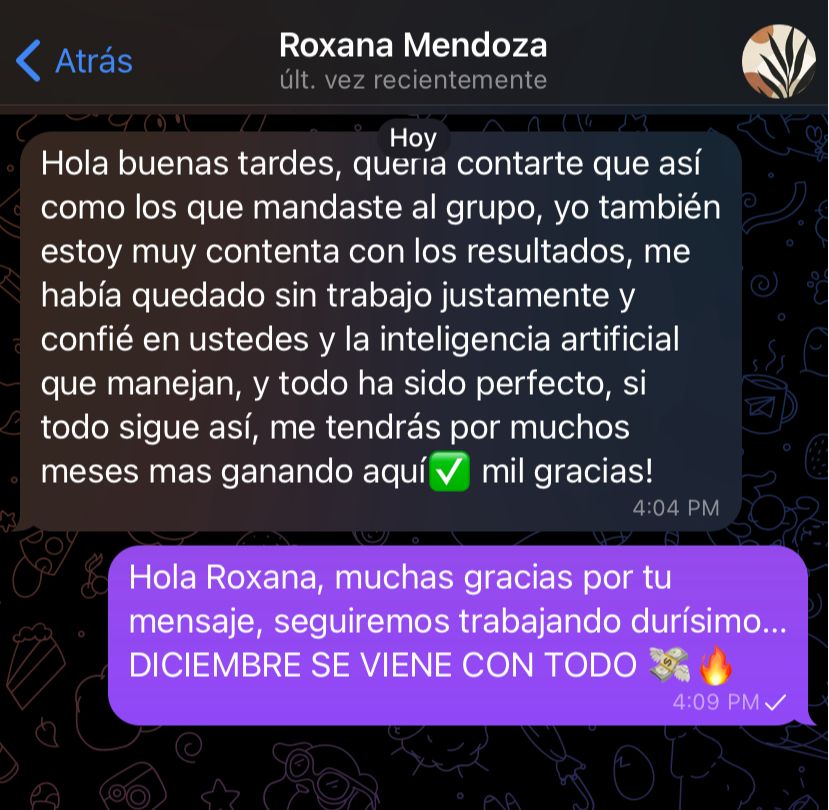 Atrás
Roxana Mendoza
últ. vez recientemente
Hoy
Hola buenas tardes, quería contarte que así
como los que mandaste al grupo, yo también
estoy muy contenta con los resultados, me
había quedado sin trabajo justamente y
confié en ustedes y la inteligencia artificial
que manejan, y todo ha sido perfecto, si
todo sigue así, me tendrás por muchos
meses mas ganando aquí✅ mil gracias!
4:04 PM
Hola Roxana, muchas gracias por tu
mensaje, seguiremos trabajando durísimo...
DICIEMBRE SE VIENE CON TODO 💸🔥
4:09 PM